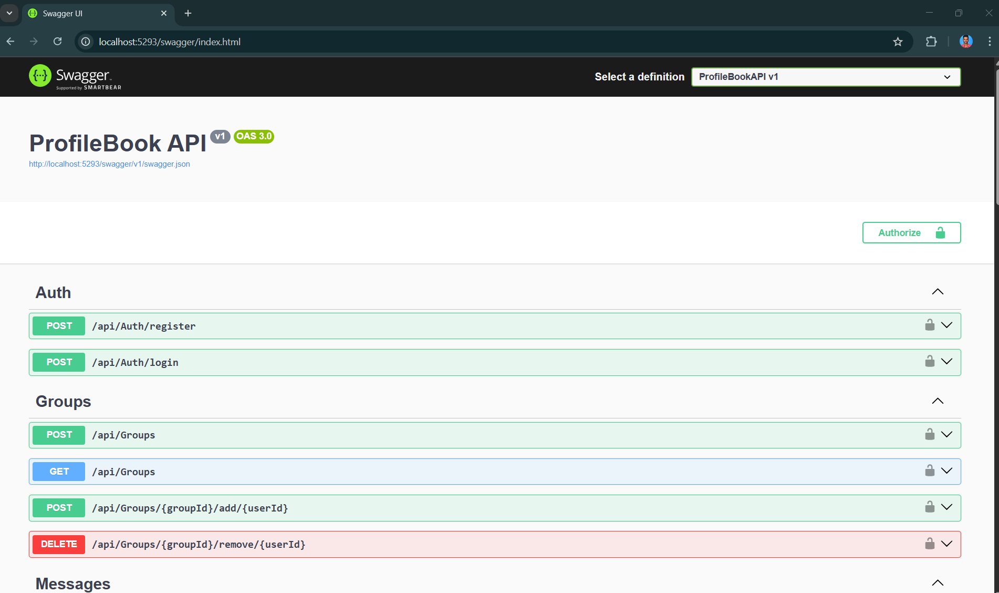 Swagger UI
localhost:5293/swagger/index.html
Swagger
Supported by SMARTBEAR
Select a definition
ProfileBookAPI v1
ProfileBook API v1 OAS 3.0
http://localhost:5293/swagger/v1/swagger.json
Authorize
Auth
POST /api/Auth/register
POST /api/Auth/login
Groups
POST /api/Groups
GET /api/Groups
POST /api/Groups/{groupId}/add/{userId}
DELETE /api/Groups/{groupId}/remove/{userId}
Messages